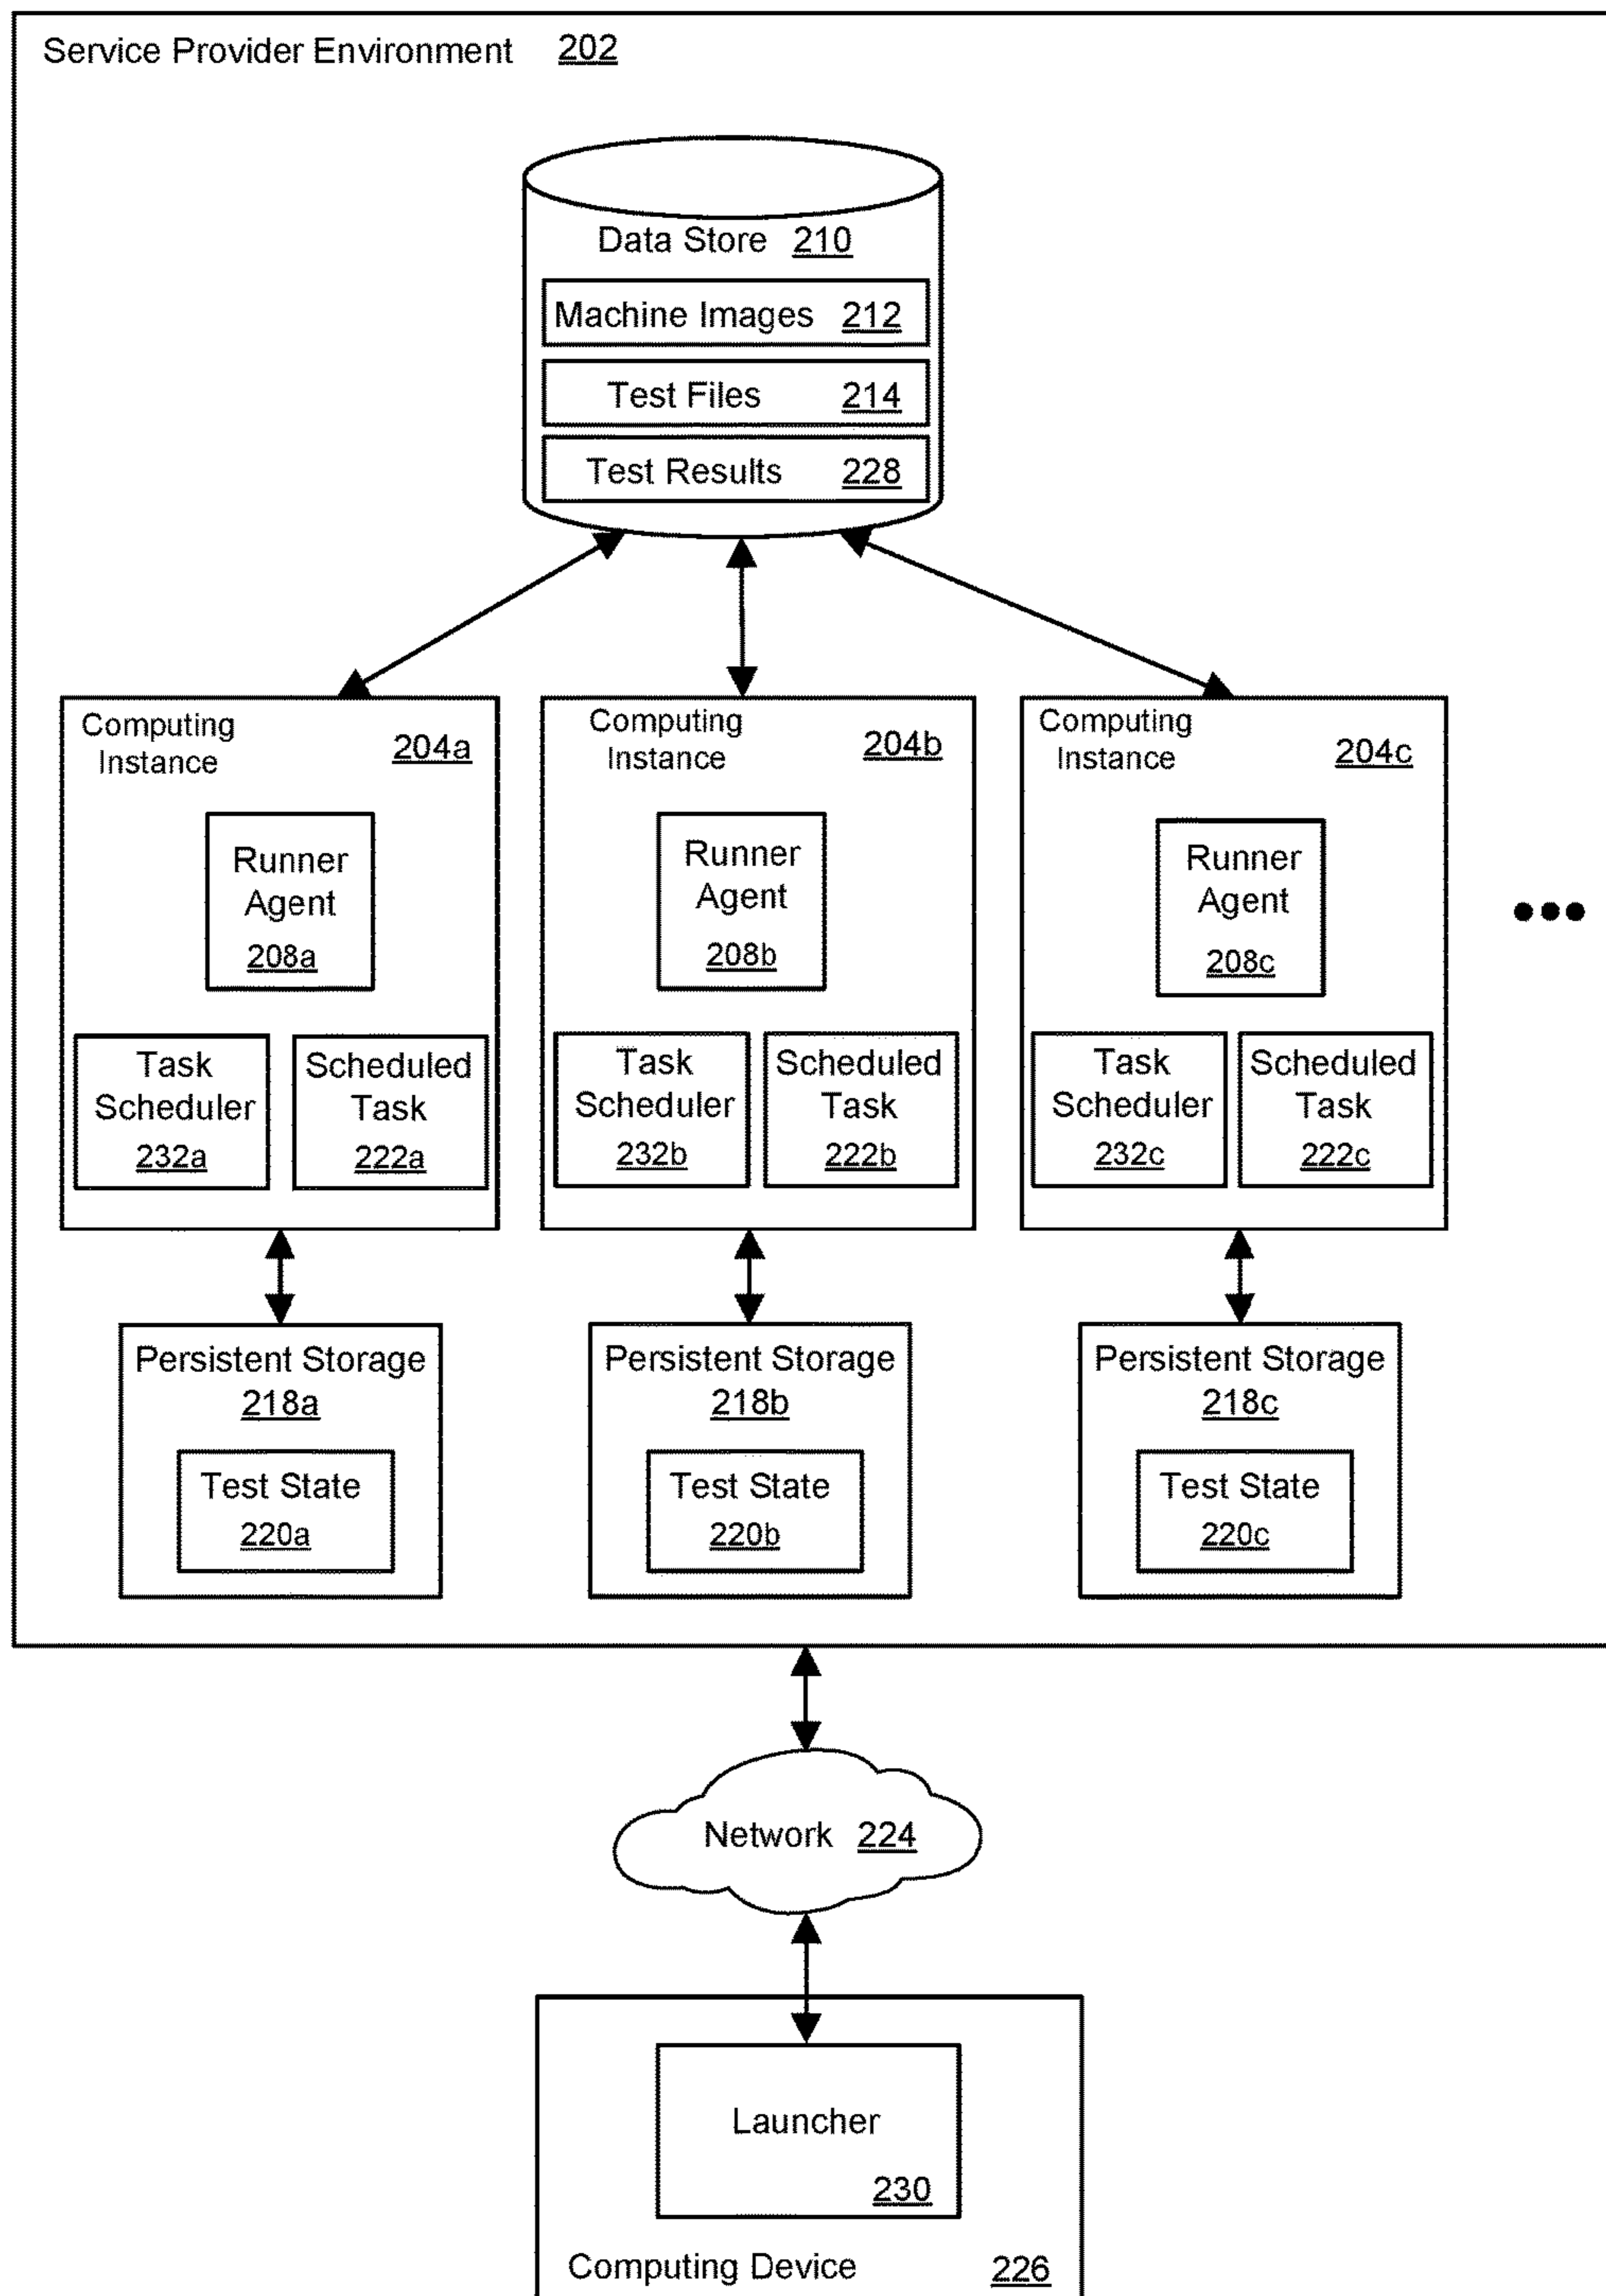 Service Provider Environment 202
Data Store 210
Machine Images 212
Test Files 214
Test Results 228
Computing
Instance
204a
Runner
Agent
208a
Task
Scheduler
232a
Scheduled
Task
222a
Computing
Instance
204b
Runner
Agent
208b
Task
Scheduler
232b
Scheduled
Task
222b
Computing
Instance
204c
Runner
Agent
208c
Task
Scheduler
232c
Scheduled
Task
222c
Persistent Storage
218a
Test State
220a
Persistent Storage
218b
Test State
220b
Persistent Storage
218c
Test State
220c
Network 224
Launcher
230
Computing Device 226